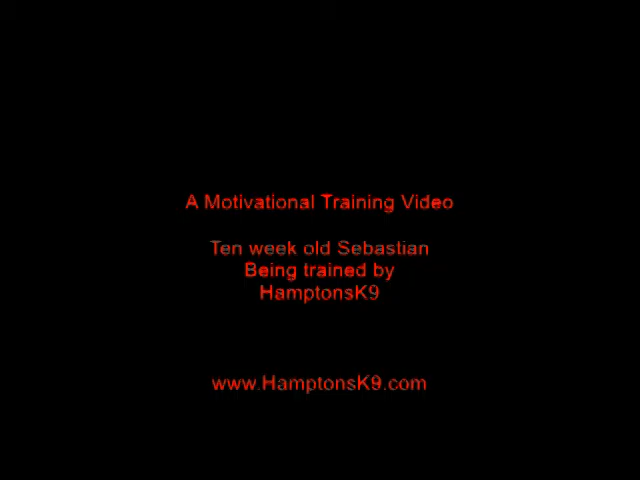 A Motivational Training Video
Ten week old Sebastian
Being trained by
HamptonsK9
www.HamptonsK9.com